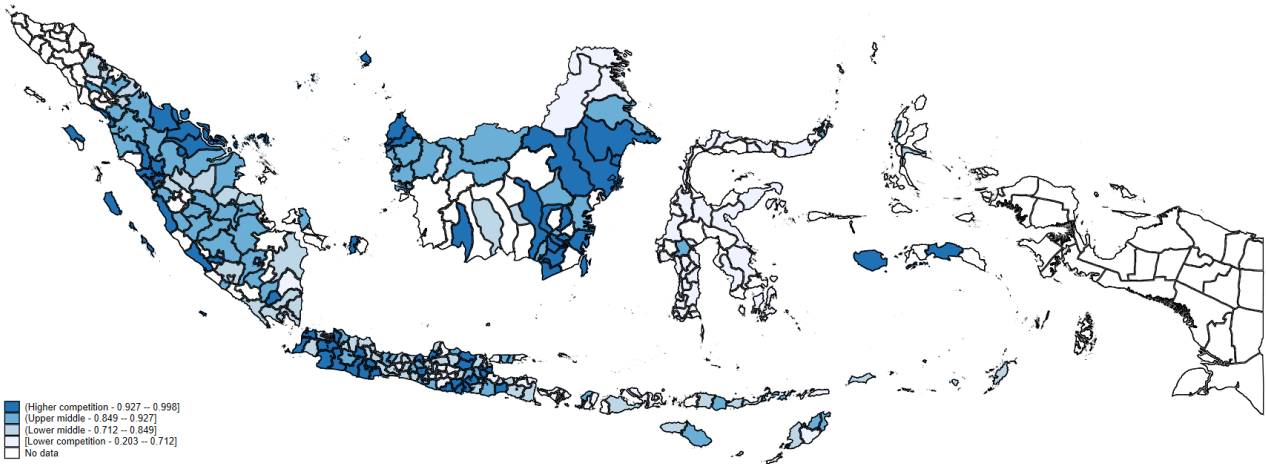 (Higher competition - 0.927 -- 0.998]
(Upper middle - 0.849 -- 0.927]
(Lower middle - 0.712 -- 0.849]
[Lower competition - 0.203 -- 0.712]
No data